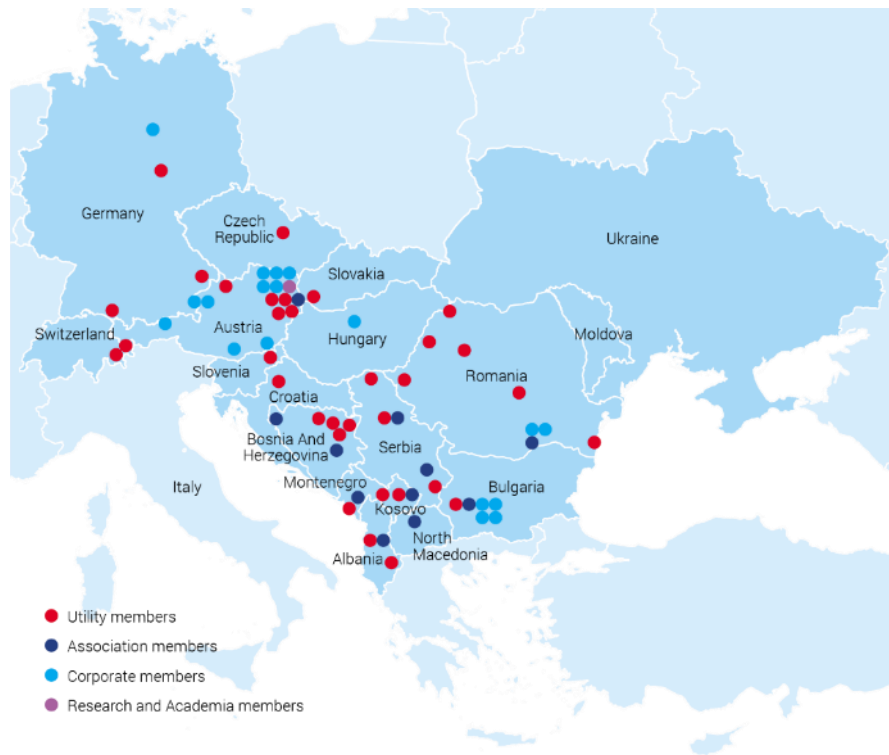 Germany
Czech
Republic
Ukraine
Slovakia
Switzerland
Austria
Hungary
Moldova
Slovenia
Romania
Croatia
Bosnia And
Herzegovina
Serbia
Italy
Montenegro
Bulgaria
Kosovo
North
Macedonia
Albania
Utility members
Association members
Corporate members
Research and Academia members